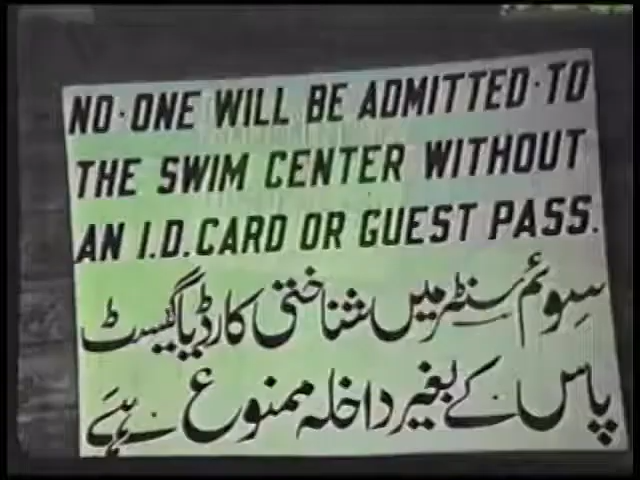 NO·ONE WILL BE ADMITTED·TO
THE SWIM CENTER WITHOUT
AN I.D.CARD OR GUEST PASS.
سوئم سنٹر میں شناختی کارڈ یا گیسٹ
پاس کے بغیر داخلہ ممنوع ہے